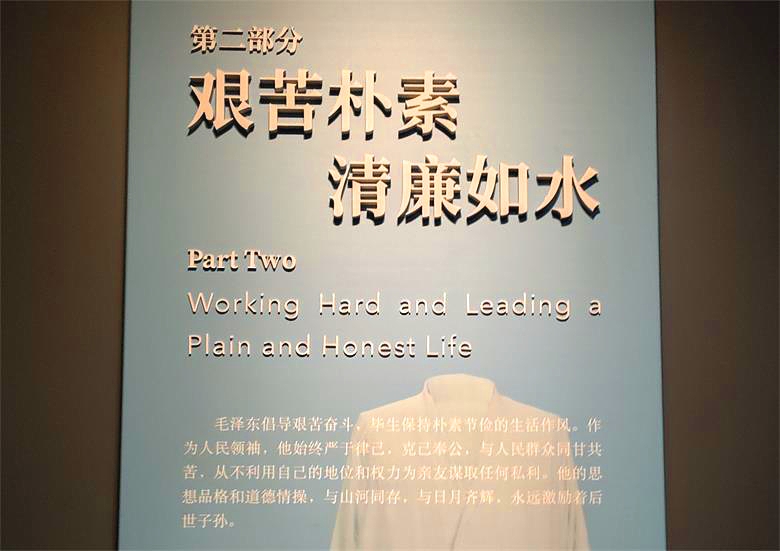 第二部分
艰苦朴素
清廉如水
Part Two
Working Hard and Leading a
Plain and Honest Life
毛泽东倡导艰苦奋斗、毕生保持朴素节俭的生活作风。作
为人民领袖，他始终严于律己，克己奉公，与人民群众同甘共
苦，从不利用自己的地位和权力为亲友谋取任何私利。他的思
想品格和道德情操，与山河同存，与日月齐辉，永远激励着后
世子孙。